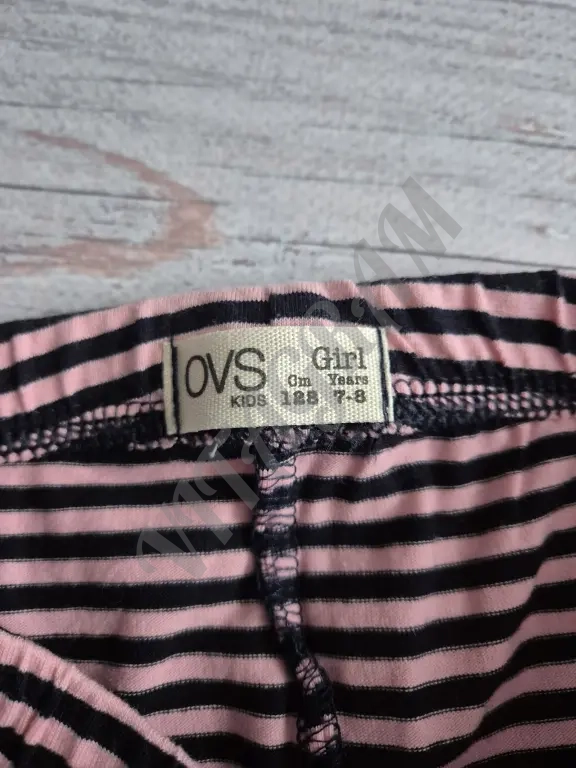 OVS
KIDS
Girl
Cm Years
128 7-8